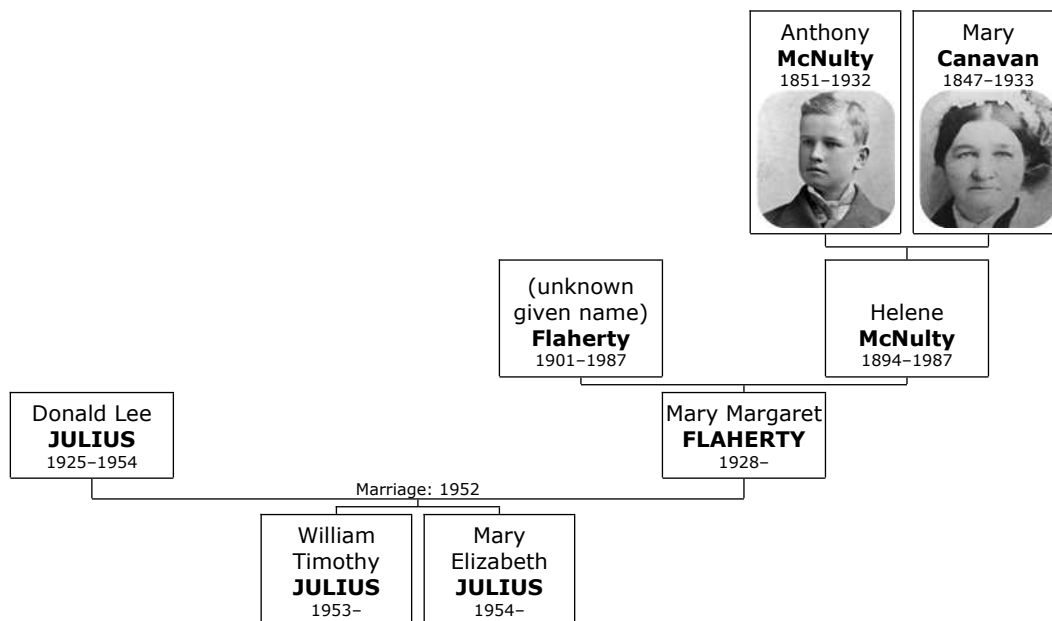 Anthony
McNulty
1851–1932
Mary
Canavan
1847–1933
(unknown
given name)
Flaherty
1901–1987
Helene
McNulty
1894–1987
Donald Lee
JULIUS
1925–1954
Mary Margaret
FLAHERTY
1928–
Marriage: 1952
William
Timothy
JULIUS
1953–
Mary
Elizabeth
JULIUS
1954–